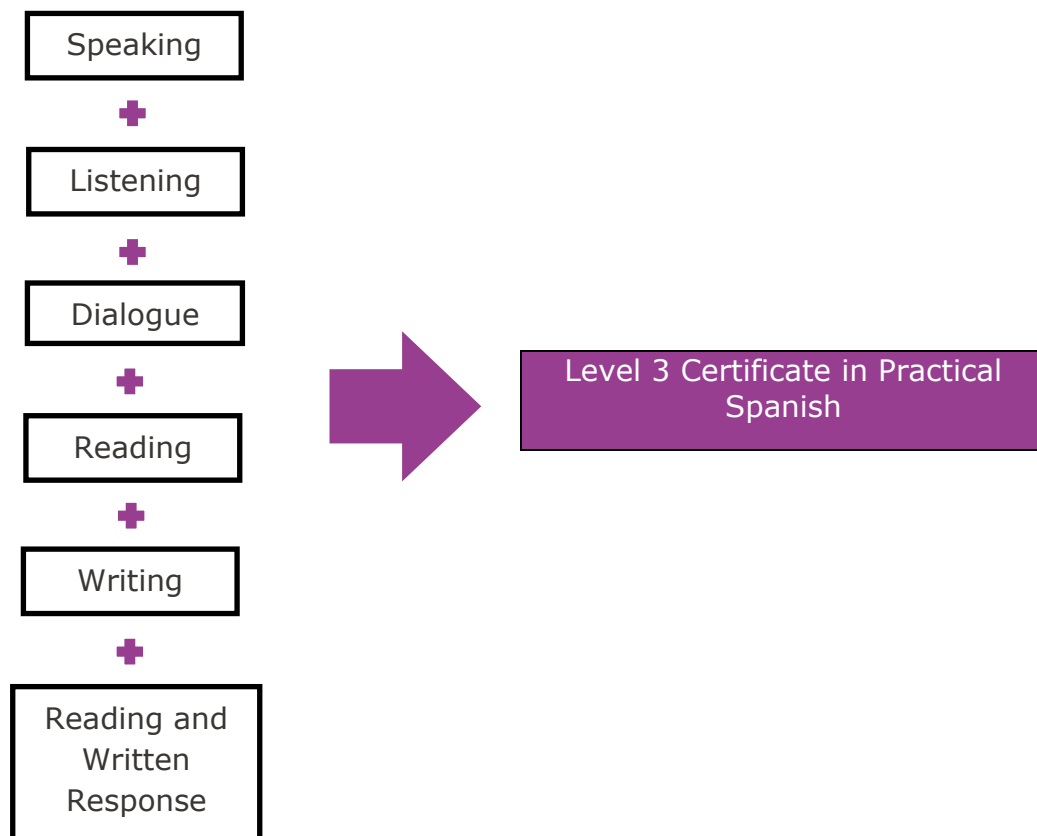 Speaking
Listening
Dialogue
Reading
Writing
Reading and
Written
Response
Level 3 Certificate in Practical
Spanish